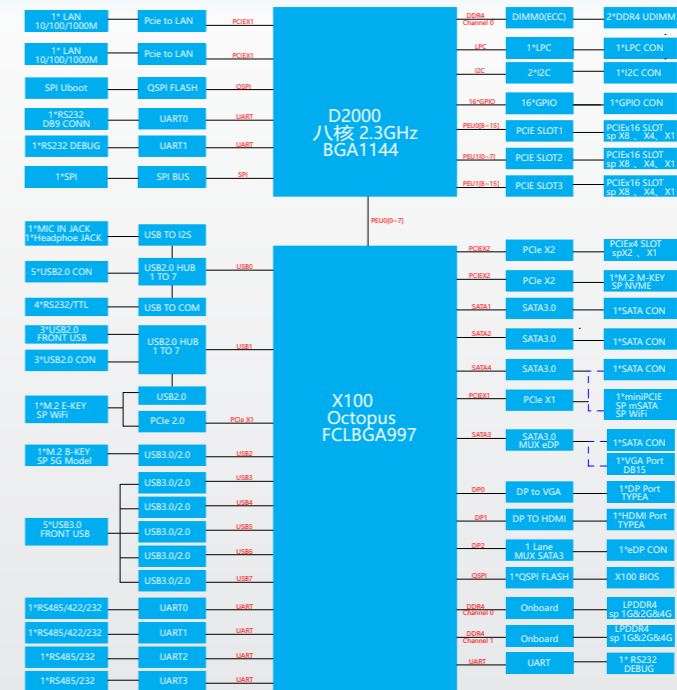 1* LAN
10/100/1000M
Pcie to LAN
PCIEX1
1* LAN
10/100/1000M
Pcie to LAN
PCIEX1
SPI Uboot
QSPI FLASH
QSPI
1*RS232
DB9 CONN
UART0
UART
1*RS232 DEBUG
UART1
UART
1*SPI
SPI BUS
SPI
D2000
八核 2.3GHz
BGA1144
DDR4
Channel 0
DIMM0(ECC)
2*DDR4 UDIMM
LPC
1*LPC
1*LPC CON
I2C
2*I2C
1*I2C CON
16*GPIO
16*GPIO
1*GPIO CON
PEU0[8~15]
PCIE SLOT1
PCIEx16 SLOT
sp X8 、 X4、 X1
PEU1[0~7]
PCIE SLOT2
PCIEx16 SLOT
sp X8 、 X4、 X1
PEU1[8~15]
PCIE SLOT3
PCIEx16 SLOT
sp X8 、 X4、 X1
PEU0[0~7]
1*MIC IN JACK
1*Headphoe JACK
USB TO I2S
5*USB2.0 CON
USB2.0 HUB
1 TO 7
USB0
4*RS232/TTL
USB TO COM
3*USB2.0
FRONT USB
3*USB2.0 CON
USB2.0 HUB
1 TO 7
USB1
1*M.2 E-KEY
SP WiFi
USB2.0
PCIe 2.0
PCIe X1
1*M.2 B-KEY
SP 5G Model
USB3.0/2.0
USB2
5*USB3.0
FRONT USB
USB3.0/2.0
USB3
USB3.0/2.0
USB4
USB3.0/2.0
USB5
USB3.0/2.0
USB6
USB3.0/2.0
USB7
1*RS485/422/232
UART0
UART
1*RS485/422/232
UART1
UART
1*RS485/232
UART2
UART
1*RS485/232
UART3
UART
X100
Octopus
FCLBGA997
PCIEX2
PCIe X2
PCIEx4 SLOT
spX2 、 X1
PCIEX2
PCIe X2
1*M.2 M-KEY
SP NVME
SATA1
SATA3.0
1*SATA CON
SATA2
SATA3.0
1*SATA CON
SATA4
SATA3.0
1*SATA CON
PCIEX1
PCIe X1
1*miniPCIE
SP mSATA
SP WiFi
SATA3
SATA3.0
MUX eDP
1*SATA CON
1*VGA Port
DB15
DP0
DP to VGA
1*DP Port
TYPEA
DP1
DP TO HDMI
1*HDMI Port
TYPEA
DP2
1 Lane
MUX SATA3
1*eDP CON
QSPI
1*QSPI FLASH
X100 BIOS
DDR4
Channel 0
Onboard
LPDDR4
sp 1G&2G&4G
DDR4
Channel 1
Onboard
LPDDR4
sp 1G&2G&4G
UART
UART
1* RS232
DEBUG